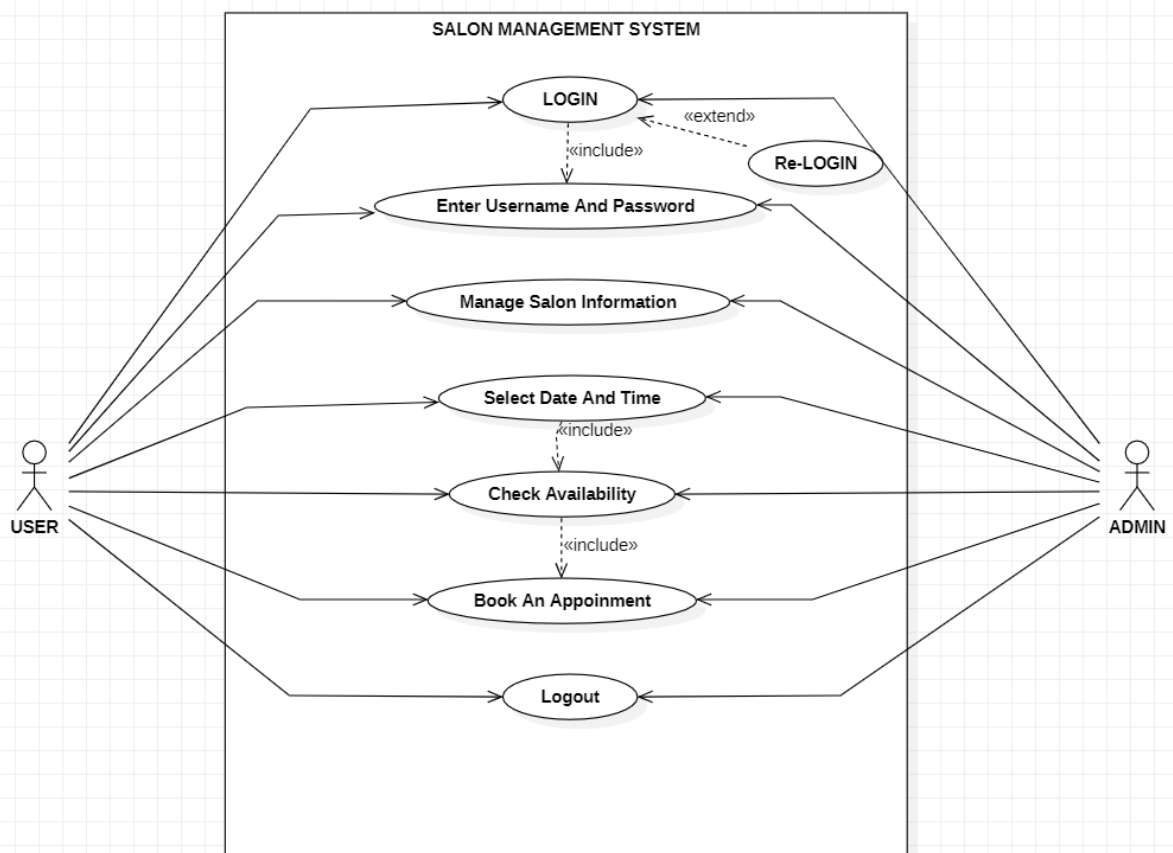 SALON MANAGEMENT SYSTEM
LOGIN
«extend»
«include»
Re-LOGIN
Enter Username And Password
Manage Salon Information
Select Date And Time
«include»
Check Availability
USER
ADMIN
«include»
Book An Appoinment
Logout